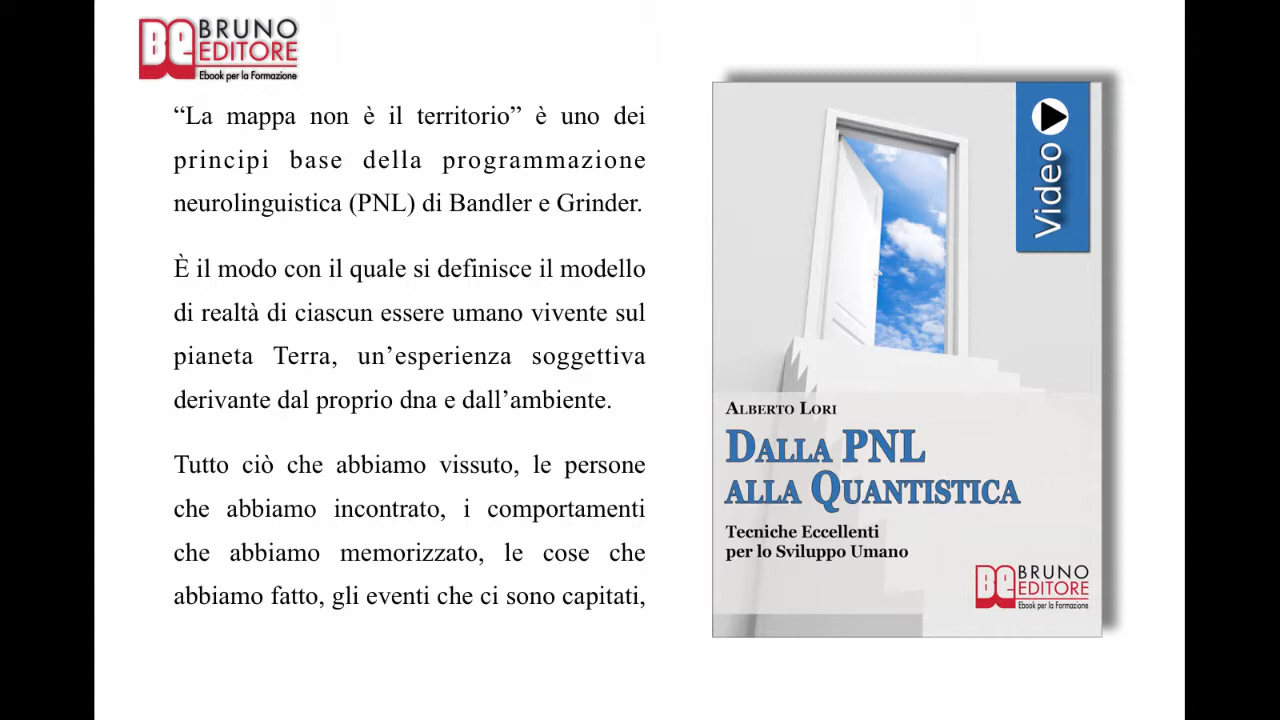 BRUNO
EDITORE
Ebook per la Formazione
“La mappa non è il territorio” è uno dei
principi base della programmazione
neurolinguistica (PNL) di Bandler e Grinder.
È il modo con il quale si definisce il modello
di realtà di ciascun essere umano vivente sul
pianeta Terra, un’esperienza soggettiva
derivante dal proprio dna e dall’ambiente.
Tutto ciò che abbiamo vissuto, le persone
che abbiamo incontrato, i comportamenti
che abbiamo memorizzato, le cose che
abbiamo fatto, gli eventi che ci sono capitati,
Video
ALBERTO LORI
DALLA PNL
ALLA QUANTISTICA
Tecniche Eccellenti
per lo Sviluppo Umano
BRUNO
EDITORE
Ebook per la Formazione